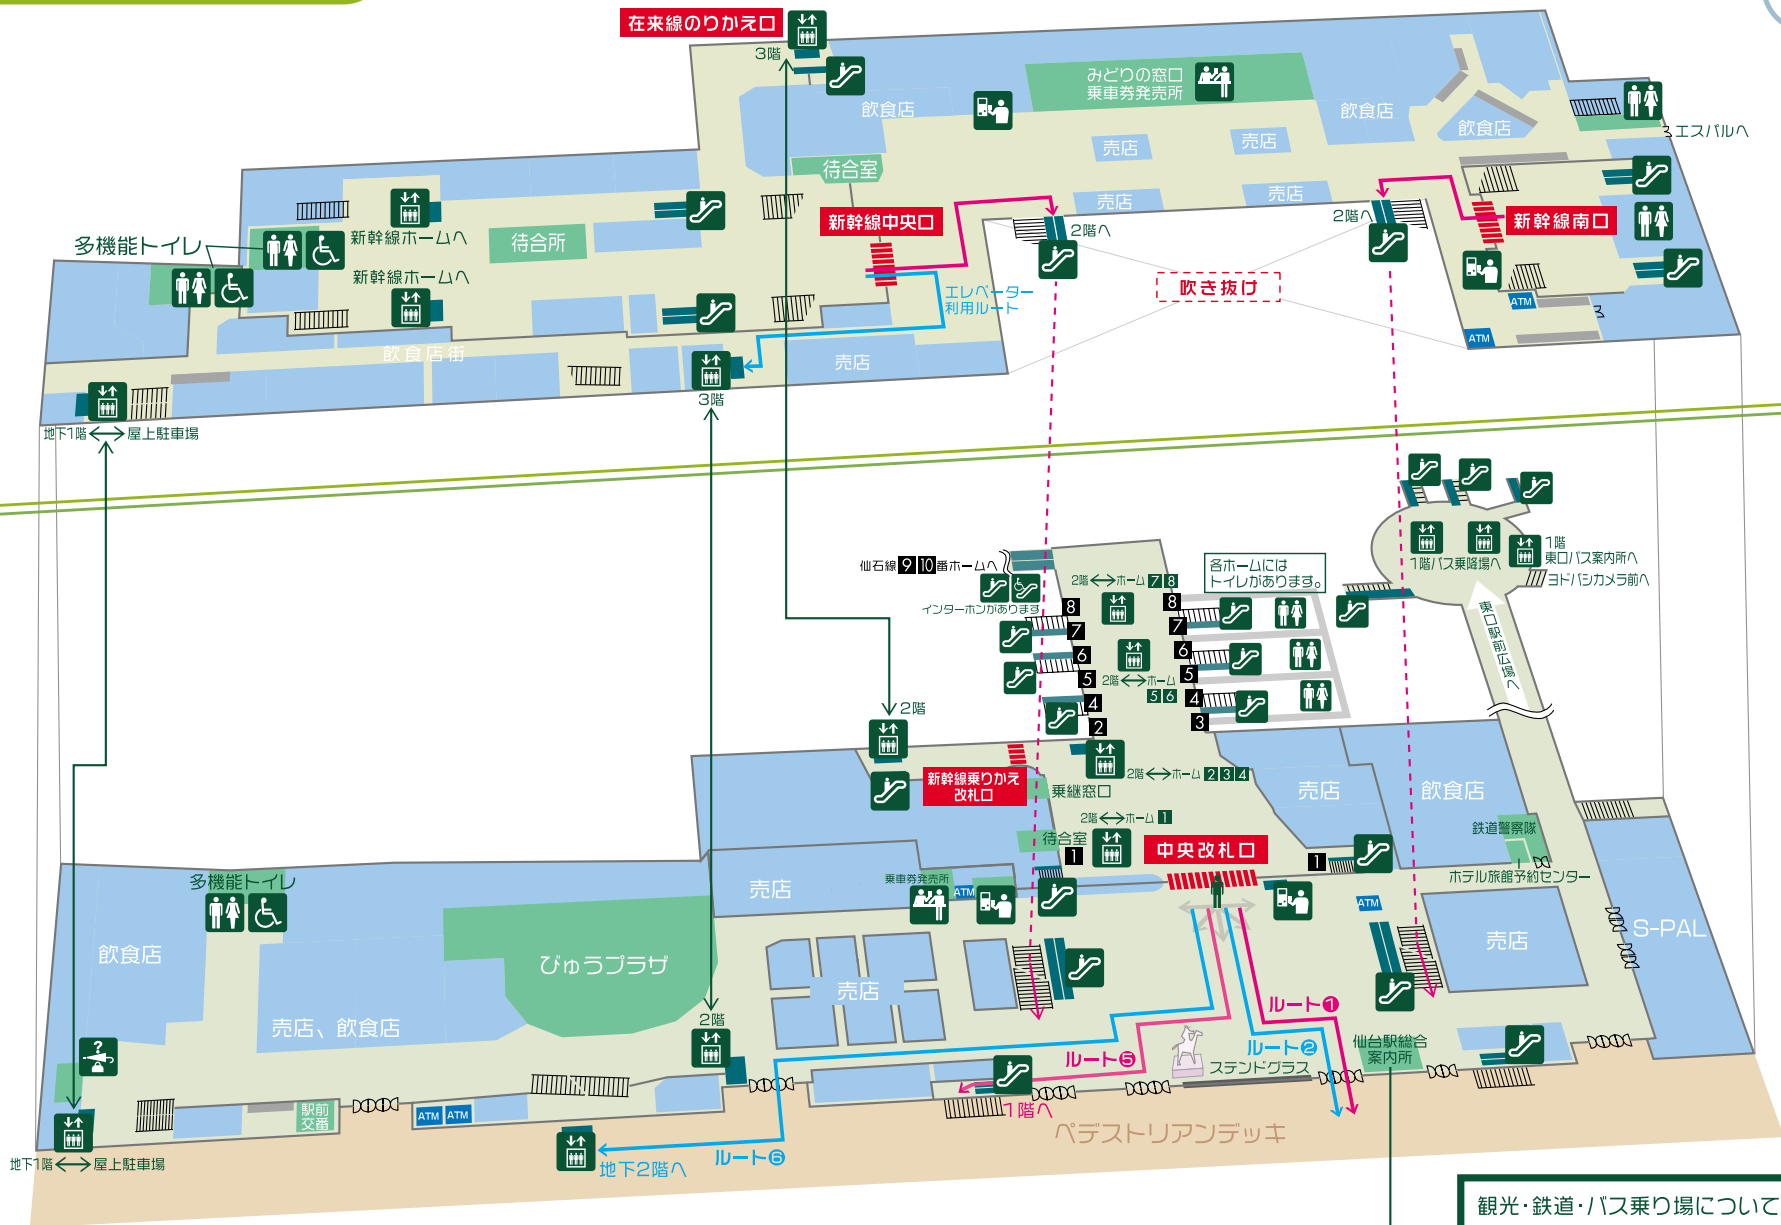 在来線のりかえ口
3階
みどりの窓口
乗車券発売所
飲食店
飲食店
飲食店
エスパルへ
売店
売店
待合室
売店
売店
新幹線中央口
2階へ
2階へ
新幹線南口
多機能トイレ
新幹線ホームへ
待合所
新幹線ホームへ
エレベーター
利用ルート
吹き抜け
ATM
ATM
飲食店街
売店
3階
地下1階
屋上駐車場
仙石線 9 10 番ホームへ
インターホンがあります
2階 ホーム 7 8
各ホームには
トイレがあります。
1階バス乗降場へ
1階
東口バス案内所へ
ヨドバシカメラ前へ
東口駅前広場へ
8
8
7
7
6
6
5
5
2階 ホーム
5 6
4
4
2
3
2階
新幹線乗りかえ
改札口
乗継窓口
2階 ホーム 2 3 4
売店
飲食店
2階 ホーム 1
待合室
1
中央改札口
1
鉄道警察隊
ホテル旅館予約センター
多機能トイレ
売店
乗車券発売所
ATM
ATM
飲食店
びゅうプラザ
売店
売店
S-PAL
売店、飲食店
2階
ルート❶
ルート❷
ルート❺
ステンドグラス
仙台駅総合
案内所
駅前
交番
ATM
ATM
1階へ
ペデストリアンデッキ
地下1階
屋上駐車場
地下2階へ
ルート❻
観光・鉄道・バス乗り場について